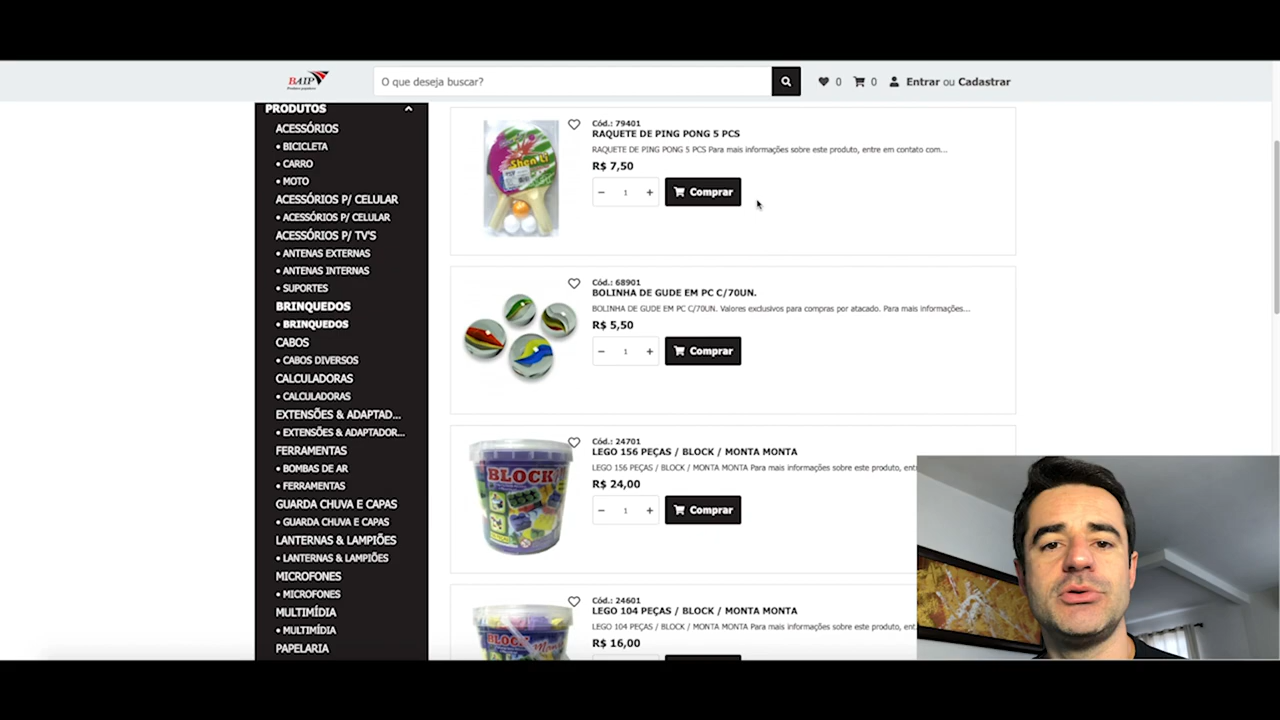 BAIP
O que deseja buscar?
0
0
Entrar ou Cadastrar
PRODUTOS
ACESSÓRIOS
• BICICLETA
• CARRO
• MOTO
ACESSÓRIOS P/ CELULAR
• ACESSÓRIOS P/ CELULAR
ACESSÓRIOS P/ TV'S
• ANTENAS EXTERNAS
• ANTENAS INTERNAS
• SUPORTES
BRINQUEDOS
• BRINQUEDOS
CABOS
• CABOS DIVERSOS
CALCULADORAS
• CALCULADORAS
EXTENSÕES & ADAPTAD...
• EXTENSÕES & ADAPTADOR...
FERRAMENTAS
• BOMBAS DE AR
• FERRAMENTAS
GUARDA CHUVA E CAPAS
• GUARDA CHUVA E CAPAS
LANTERNAS & LAMPIÕES
• LANTERNAS & LAMPIÕES
MICROFONES
• MICROFONES
MULTIMÍDIA
• MULTIMÍDIA
PAPELARIA
Shen Li
Cód.: 79401
RAQUETE DE PING PONG 5 PCS
RAQUETE DE PING PONG 5 PCS Para mais informações sobre este produto, entre em contato com...
R$ 7,50
− 1 + Comprar
Cód.: 68901
BOLINHA DE GUDE EM PC C/70UN.
BOLINHA DE GUDE EM PC C/70UN. Valores exclusivos para compras por atacado. Para mais informações...
R$ 5,50
− 1 + Comprar
BLOCK
Cód.: 24701
LEGO 156 PEÇAS / BLOCK / MONTA MONTA
LEGO 156 PEÇAS / BLOCK / MONTA MONTA Para mais informações sobre este produto, ent
R$ 24,00
− 1 + Comprar
BLOCK
Cód.: 24601
LEGO 104 PEÇAS / BLOCK / MONTA MONTA
LEGO 104 PEÇAS / BLOCK / MONTA MONTA Para mais informações sobre este produto, ent
R$ 16,00